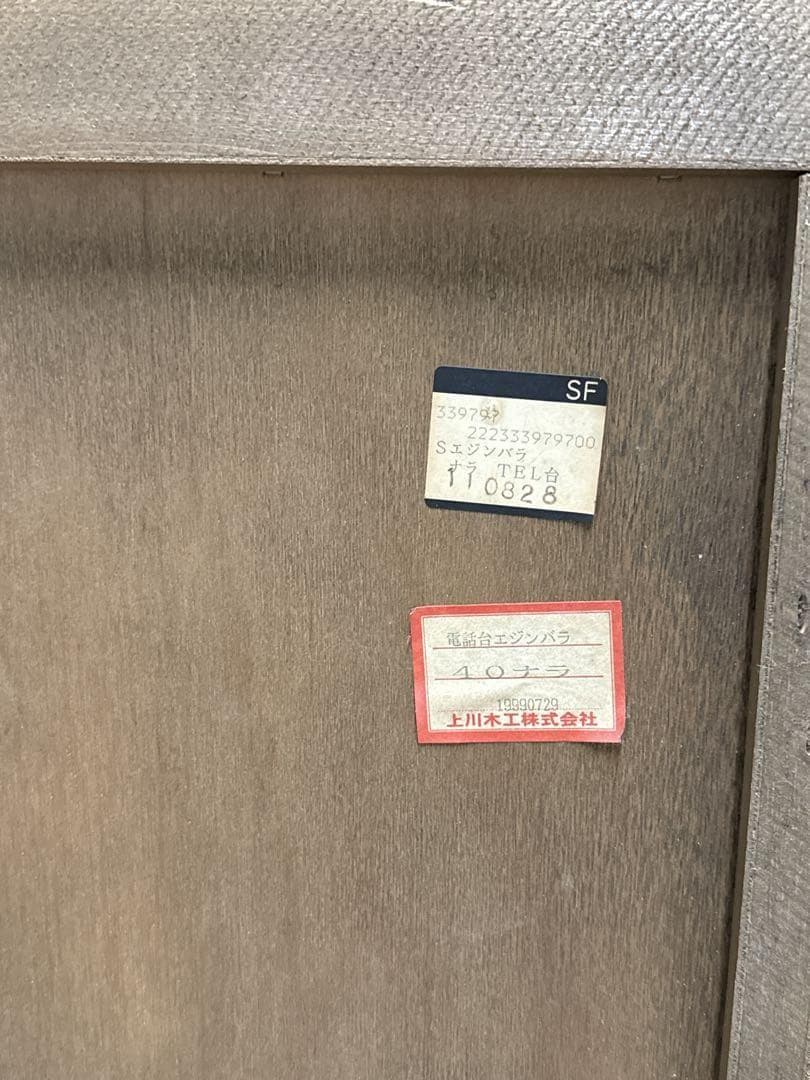 SF
339797
222333979700
Sエジンバラ
ナラ TEL台
110828
電話台エジンバラ
40ナラ
19990729
上川木工株式会社